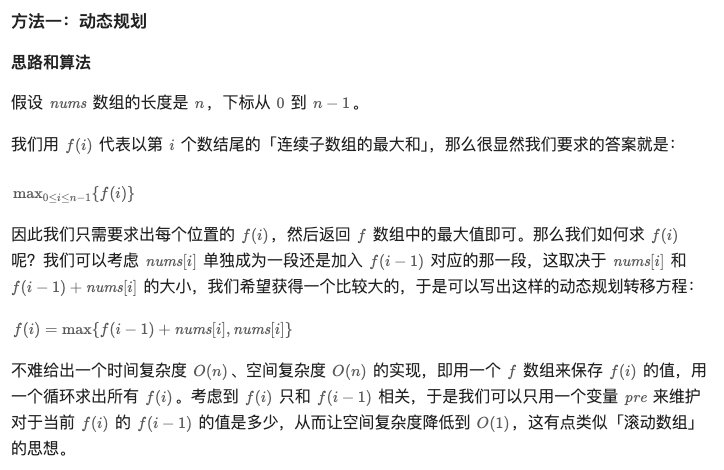 方法一：动态规划
思路和算法
假设 nums 数组的长度是 n，下标从 0 到 n − 1。
我们用 f(i) 代表以第 i 个数结尾的「连续子数组的最大和」，那么很显然我们要求的答案就是：
max₀≤i≤n−1{f(i)}
因此我们只需要求出每个位置的 f(i)，然后返回 f 数组中的最大值即可。那么我们如何求 f(i)
呢？我们可以考虑 nums[i] 单独成为一段还是加入 f(i − 1) 对应的那一段，这取决于 nums[i] 和
f(i − 1) + nums[i] 的大小，我们希望获得一个比较大的，于是可以写出这样的动态规划转移方程：
f(i) = max{f(i − 1) + nums[i], nums[i]}
不难给出一个时间复杂度 O(n)、空间复杂度 O(n) 的实现，即用一个 f 数组来保存 f(i) 的值，用
一个循环求出所有 f(i)。考虑到 f(i) 只和 f(i − 1) 相关，于是我们可以只用一个变量 pre 来维护
对于当前 f(i) 的 f(i − 1) 的值是多少，从而让空间复杂度降低到 O(1)，这有点类似「滚动数组」
的思想。